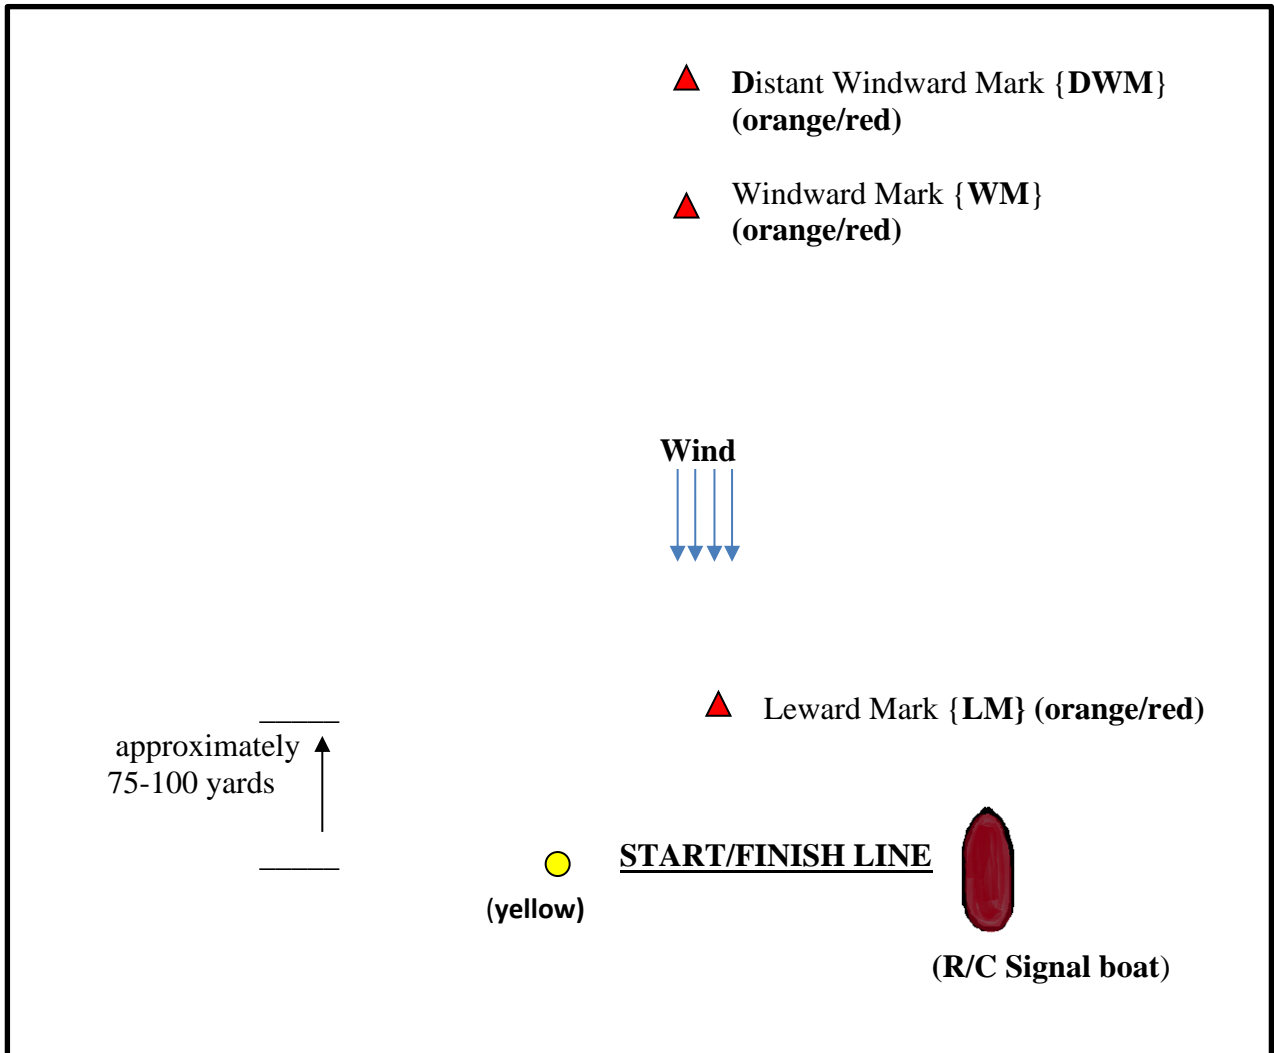 Distant Windward Mark {DWM}
(orange/red)
Windward Mark {WM}
(orange/red)
Wind
Leward Mark {LM} (orange/red)
approximately
75-100 yards
START/FINISH LINE
(yellow)
(R/C Signal boat)